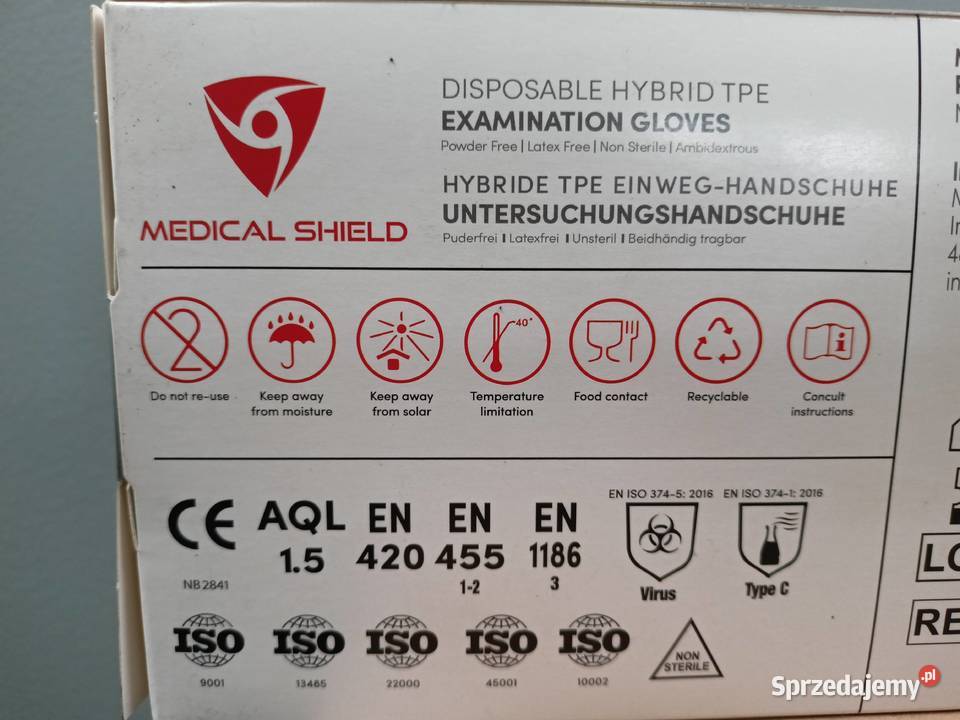 MEDICAL SHIELD
DISPOSABLE HYBRID TPE
EXAMINATION GLOVES
Powder Free | Latex Free | Non Sterile | Ambidextrous
HYBRIDE TPE EINWEG-HANDSCHUHE
UNTERSUCHUNGSHANDSCHUHE
Puderfrei | Latexfrei | Unsteril | Beidhändig tragbar
2
40°
i
Do not re-use
Keep away
from moisture
Keep away
from solar
Temperature
limitation
Food contact
Recyclable
Concult
instructions
CE
NB2841
AQL
1.5
EN
420
EN
455
1-2
EN
1186
3
EN ISO 374-5: 2016
Virus
EN ISO 374-1: 2016
Type C
ISO
9001
ISO
13485
ISO
22000
ISO
45001
ISO
10002
NON
STERILE
LO
RE
Sprzedajemy.pl